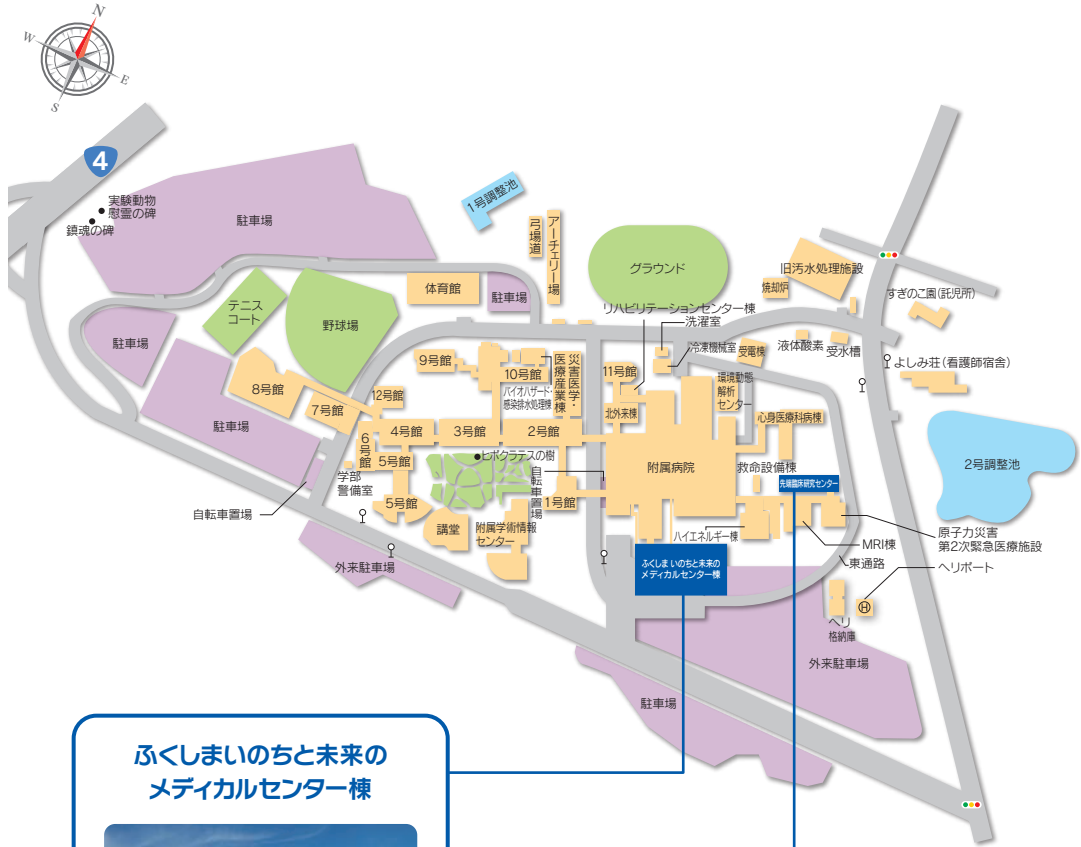 N
W
E
S
4
実験動物
慰霊の碑
鎮魂の碑
駐車場
1号調整池
弓道場
アーチェリー場
グラウンド
旧汚水処理施設
焼却炉
すぎのこ園(託児所)
体育館
駐車場
テニス
コート
野球場
駐車場
リハビリテーションセンター棟
洗濯室
冷凍機械室
受電棟
液体酸素
受水槽
よしみ荘(看護師宿舎)
9号館
10号館
バイオハザード・
感染排水処理棟
災害医学・
医療産業棟
11号館
北外来棟
環境動態
解析
センター
心身医療科病棟
8号館
7号館
12号館
駐車場
6号館
4号館
3号館
2号館
5号館
ヒポクラテスの樹
附属病院
救命設備棟
先端臨床研究センター
2号調整池
学部
警備室
自転車置場
5号館
講堂
附属学術情報
センター
自転車置場
1号館
ハイエネルギー棟
MRI棟
原子力災害
第2次緊急医療施設
東通路
ヘリポート
H
外来駐車場
ふくしま いのちと未来の
メディカルセンター棟
ヘリ
格納庫
外来駐車場
駐車場
ふくしまいのちと未来の
メディカルセンター棟